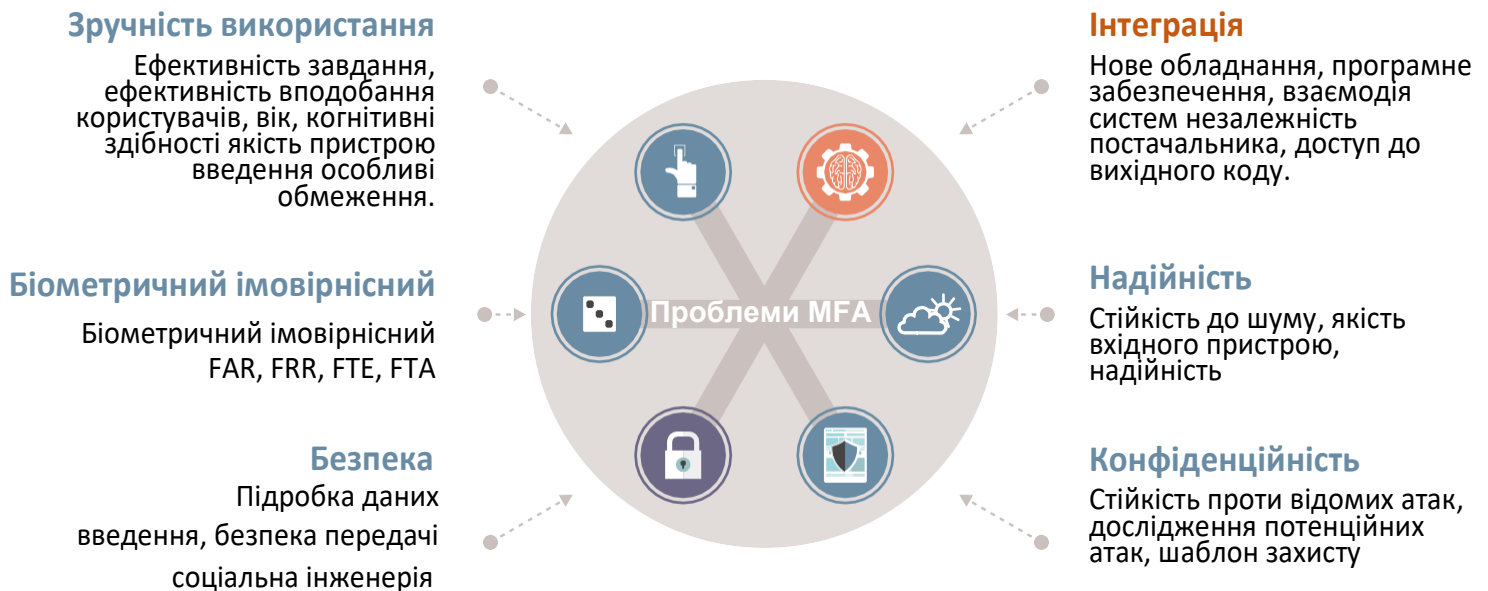 Зручність використання
Ефективність завдання,
ефективність вподобання
користувачів, вік, когнітивні
здібності якість пристрою
введення особливі
обмеження.
Біометричний імовірнісний
Біометричний імовірнісний
FAR, FRR, FTE, FTA
Безпека
Підробка даних
введення, безпека передачі
соціальна інженерія
Проблеми MFA
Інтеграція
Нове обладнання, програмне
забезпечення, взаємодія
систем незалежність
постачальника, доступ до
вихідного коду.
Надійність
Стійкість до шуму, якість
вхідного пристрою,
надійність
Конфіденційність
Стійкість проти відомих атак,
дослідження потенційних
атак, шаблон захисту